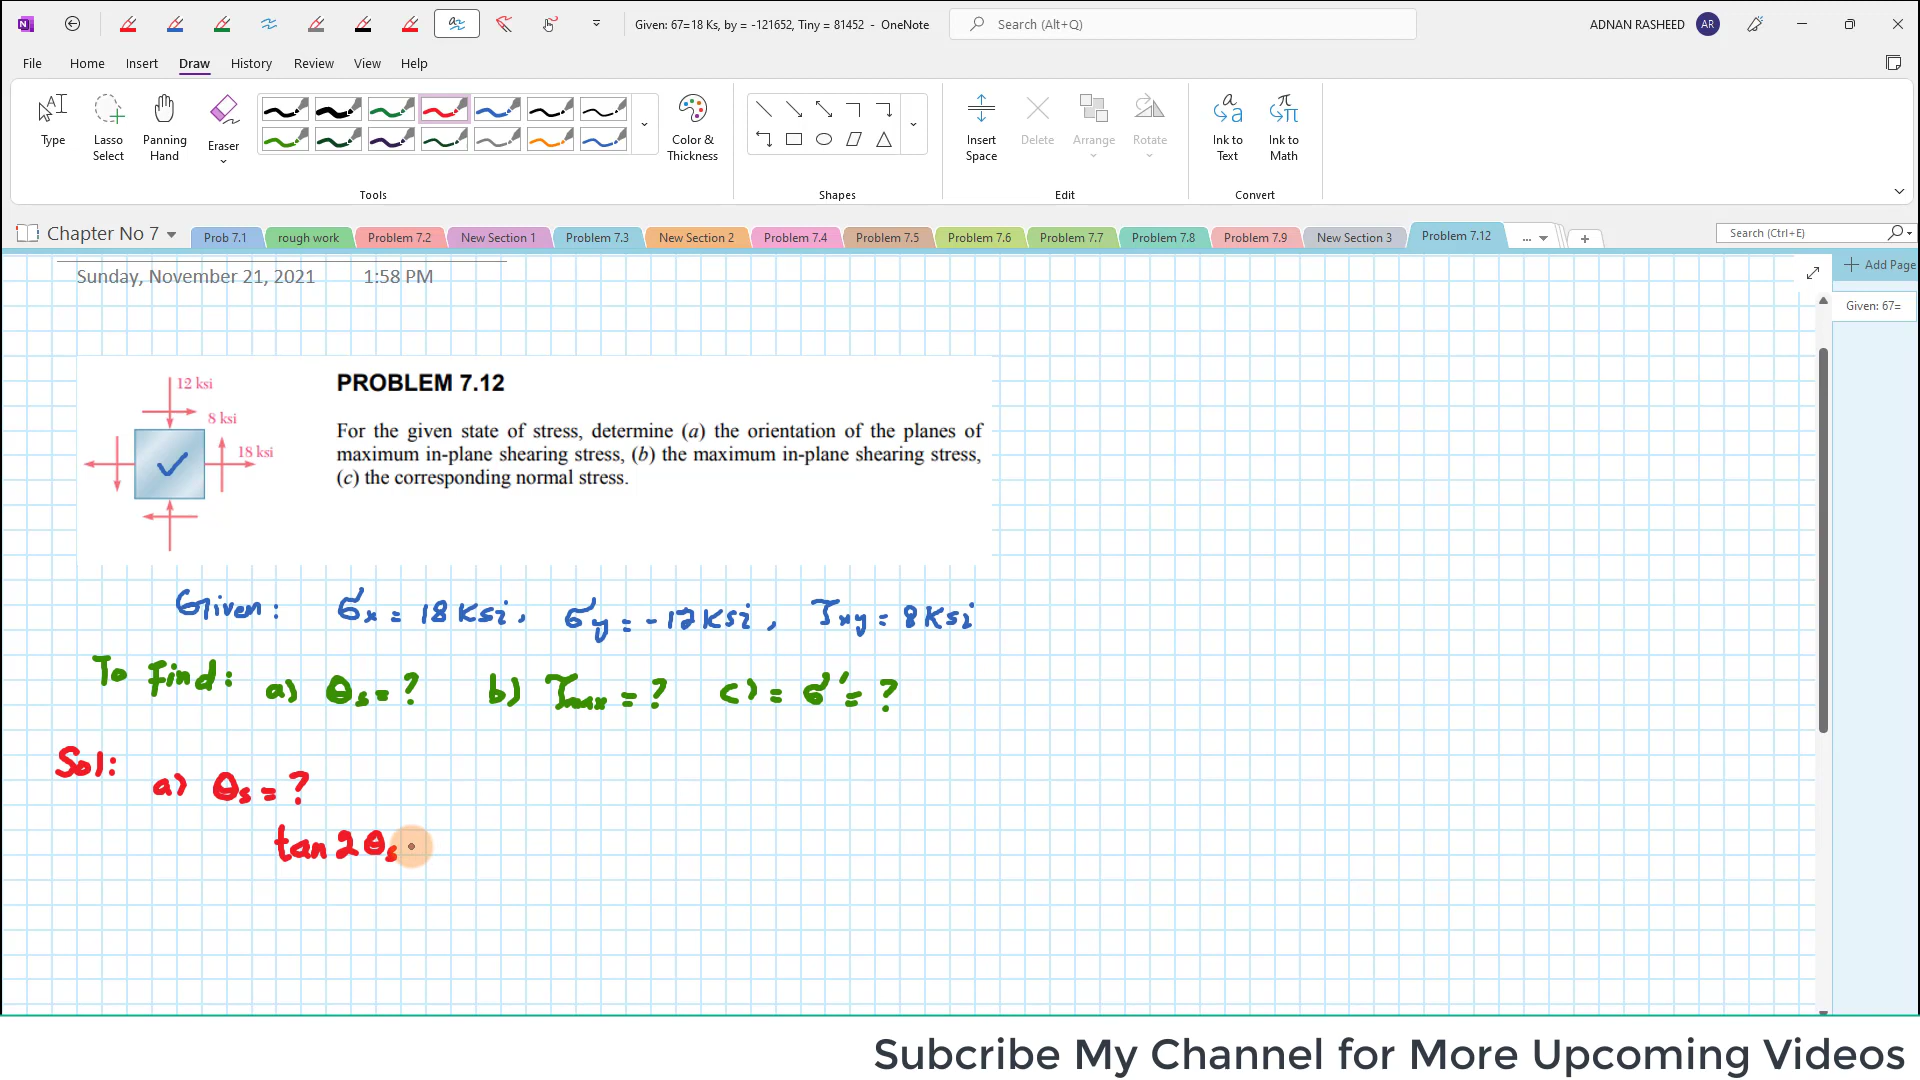 Given: 67=18 Ks, by = -121652, Tiny = 81452 - OneNote
Search (Alt+Q)
ADNAN RASHEED AR
File Home Insert Draw History Review View Help
Type
Lasso Select
Panning Hand
Eraser
Color & Thickness
Insert Space
Delete
Arrange
Rotate
Ink to Text
Ink to Math
Tools
Shapes
Edit
Convert
Chapter No 7
Prob 7.1 rough work Problem 7.2 New Section 1 Problem 7.3 New Section 2 Problem 7.4 Problem 7.5 Problem 7.6 Problem 7.7 Problem 7.8 Problem 7.9 New Section 3 Problem 7.12 ...
Search (Ctrl+E)
Add Page
Given: 67=
Sunday, November 21, 2021 1:58 PM
12 ksi
8 ksi
18 ksi
PROBLEM 7.12
For the given state of stress, determine (a) the orientation of the planes of
maximum in-plane shearing stress, (b) the maximum in-plane shearing stress,
(c) the corresponding normal stress.
Given: σx = 18 Ksi, σy = -12 Ksi, τxy = 8 Ksi
To Find: a) θs = ? b) τmax = ? c) = σ' = ?
Sol:
a) θs = ?
tan 2θs
Subcribe My Channel for More Upcoming Videos